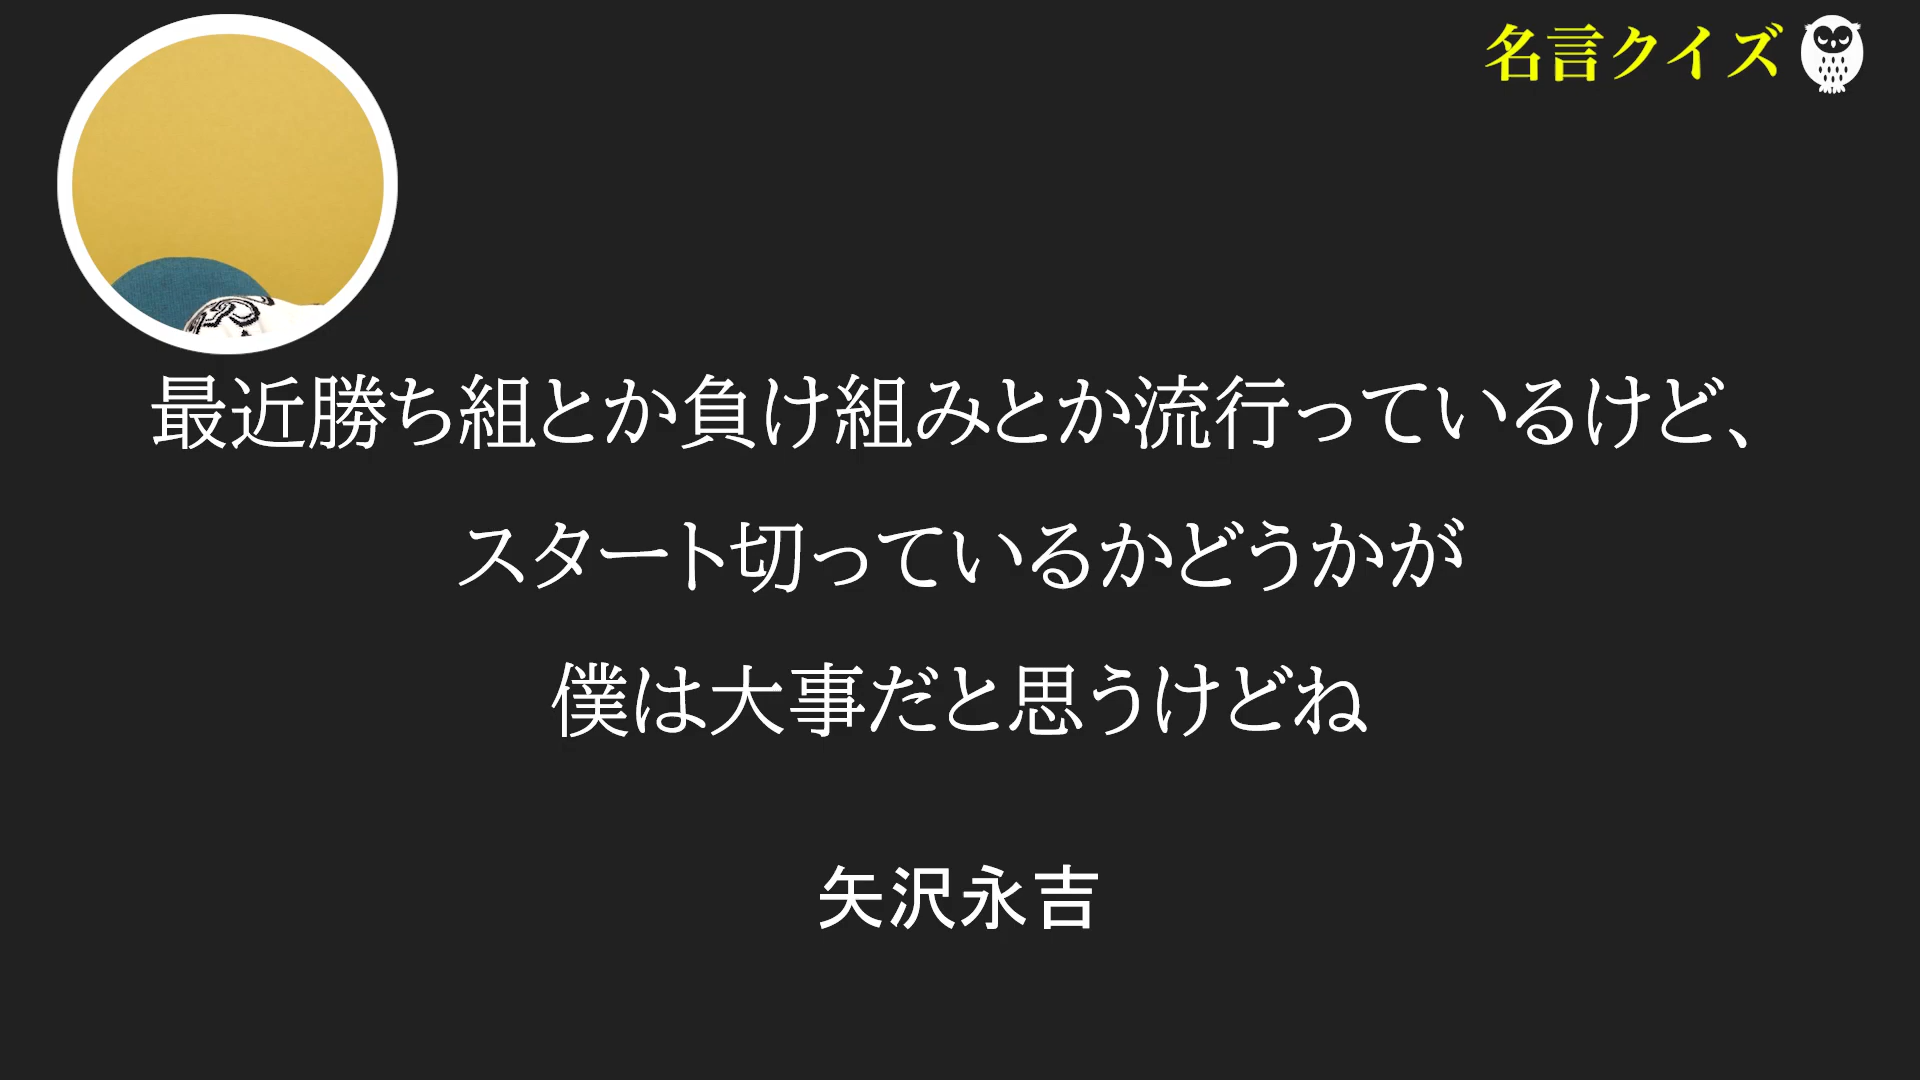 名言クイズ
最近勝ち組とか負け組みとか流行っているけど、
スタート切っているかどうかが
僕は大事だと思うけどね
矢沢永吉